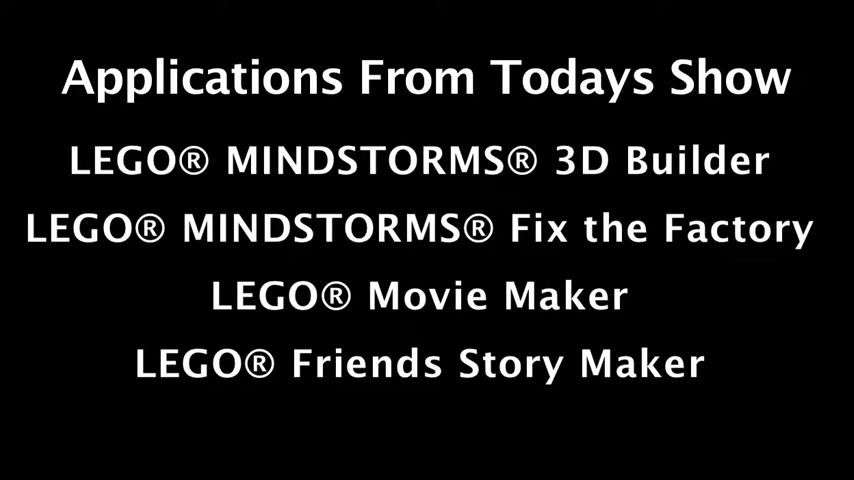 Applications From Todays Show
LEGO® MINDSTORMS® 3D Builder
LEGO® MINDSTORMS® Fix the Factory
LEGO® Movie Maker
LEGO® Friends Story Maker